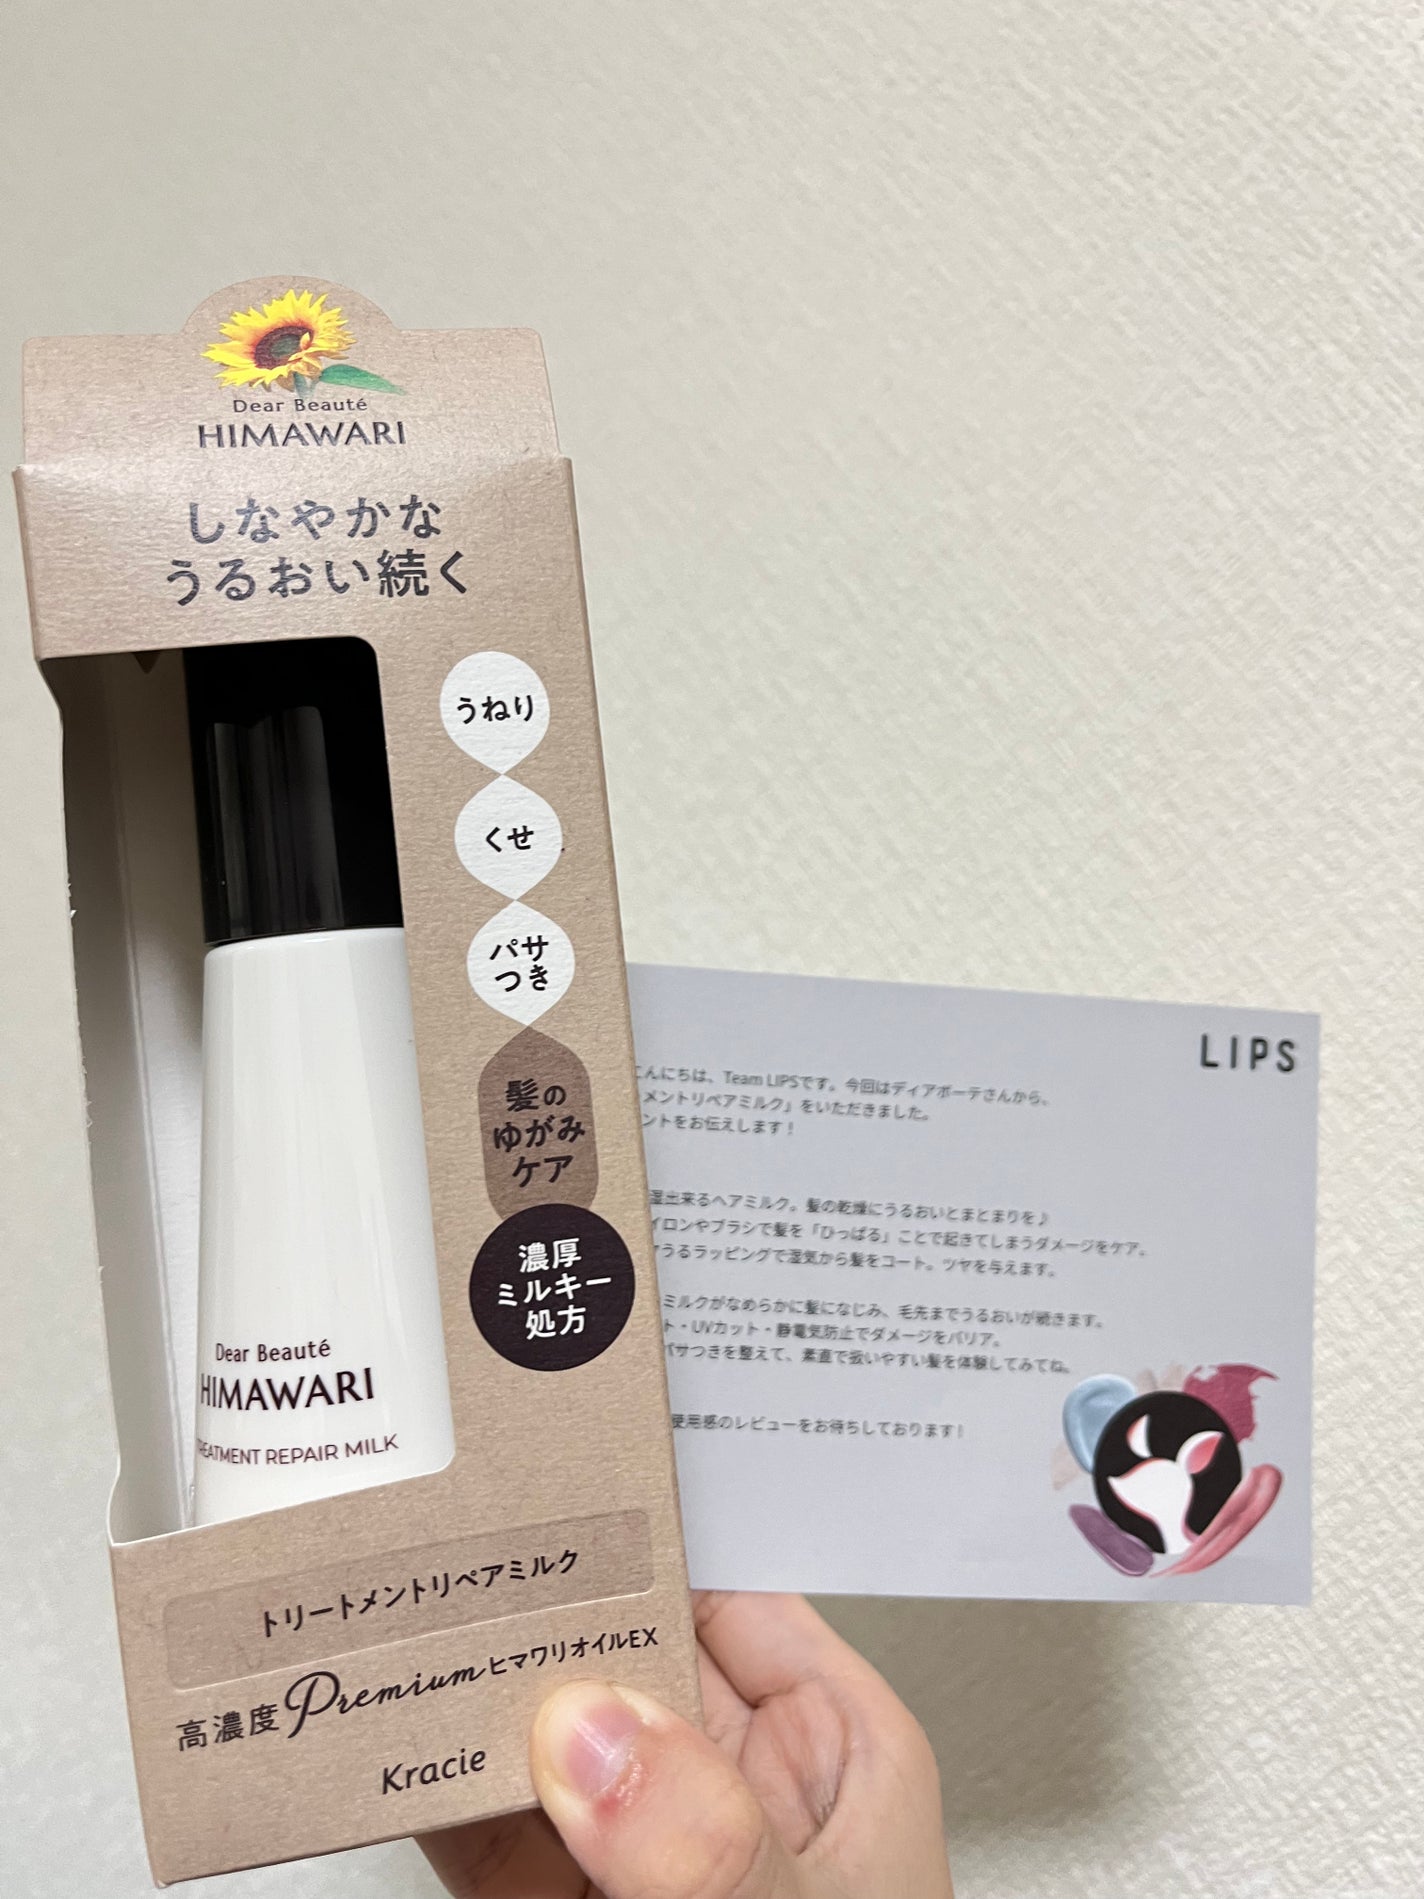 Dear Beauté
HIMAWARI
しなやかな
うるおい続く
うねり
くせ
パサ
つき
髪の
ゆがみ
ケア
濃厚
ミルキー
処方
Dear Beauté
HIMAWARI
TREATMENT REPAIR MILK
トリートメントリペアミルク
高濃度Premiumヒマワリオイル EX
Kracie
LIPS
こんにちは、Team LIPSです。今回はディアボーテさんから、
メントリペアミルク」をいただきました。
ントをお伝えします!
湿出来るヘアミルク。髪の乾燥にうるおいとまとまりを♪
イロンやブラシで髪を「ひっぱる」ことで起きてしまうダメージをケア。
うるラッピングで湿気から髪をコート。ツヤを与えます。
ミルクがなめらかに髪になじみ、毛先までうるおいが続きます。
ト・UVカット・静電気防止でダメージをバリア。
パサつきを整えて、素直で扱いやすい髪を体験してみてね。
使用感のレビューをお待ちしております!